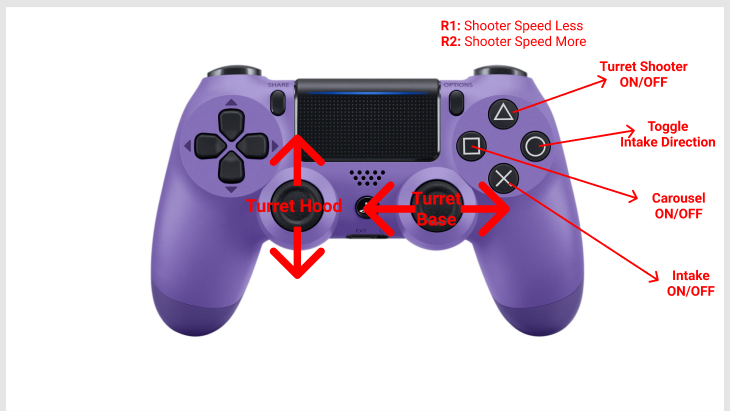 R1: Shooter Speed Less
R2: Shooter Speed More
Turret Shooter
ON/OFF
SHARE
OPTIONS
Toggle
Intake Direction
Turret Hood
Turret
Base
Carousel
ON/OFF
EXT
Intake
ON/OFF